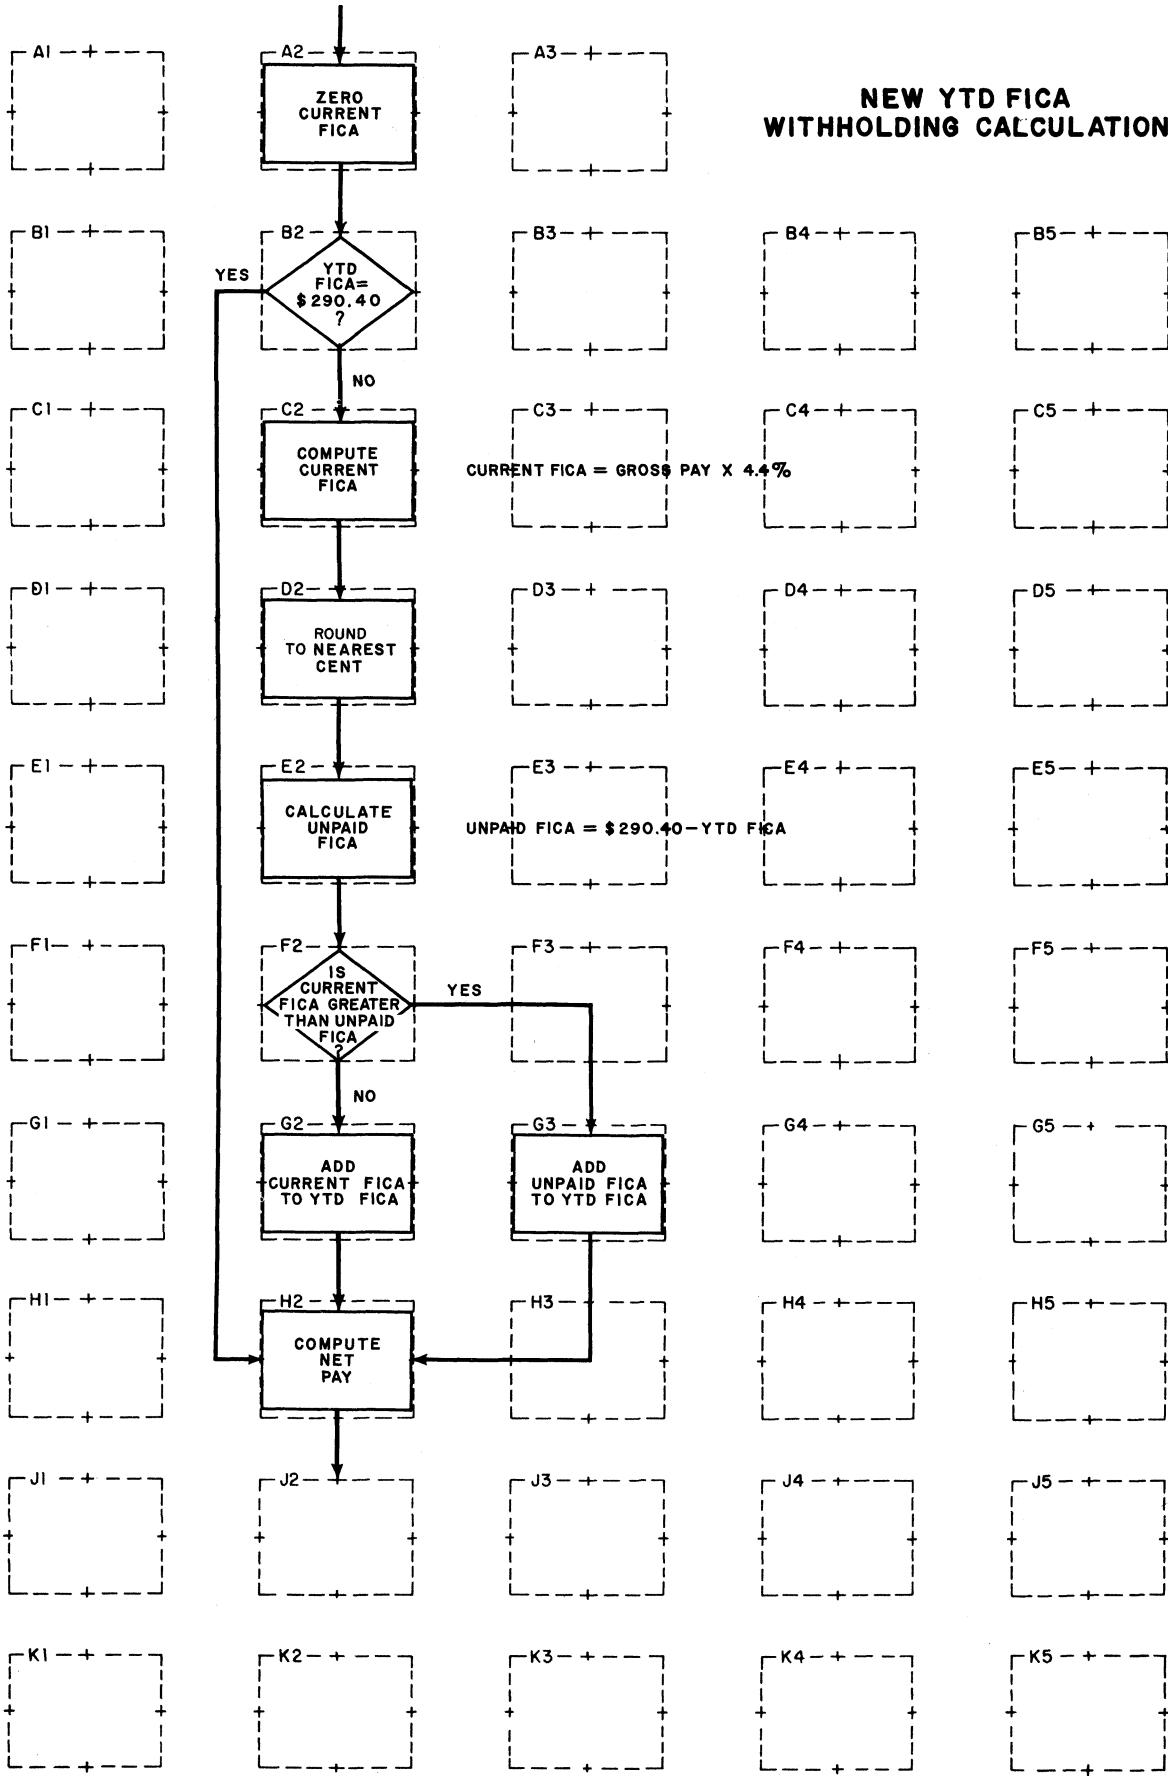 A1
A2
A3
ZERO
CURRENT
FICA
NEW YTD FICA
WITHHOLDING CALCULATION
B1
B2
B3
B4
B5
YES
YTD
FICA=
$290.40
?
NO
C1
C2
C3
C4
C5
COMPUTE
CURRENT
FICA
CURRENT FICA = GROSS PAY X 4.4%
D1
D2
D3
D4
D5
ROUND
TO NEAREST
CENT
E1
E2
E3
E4
E5
CALCULATE
UNPAID
FICA
UNPAID FICA = $290.40-YTD FICA
F1
F2
F3
F4
F5
IS
CURRENT
FICA GREATER
THAN UNPAID
FICA
?
YES
NO
G1
G2
G3
G4
G5
ADD
CURRENT FICA
TO YTD FICA
ADD
UNPAID FICA
TO YTD FICA
H1
H2
H3
H4
H5
COMPUTE
NET
PAY
J1
J2
J3
J4
J5
K1
K2
K3
K4
K5